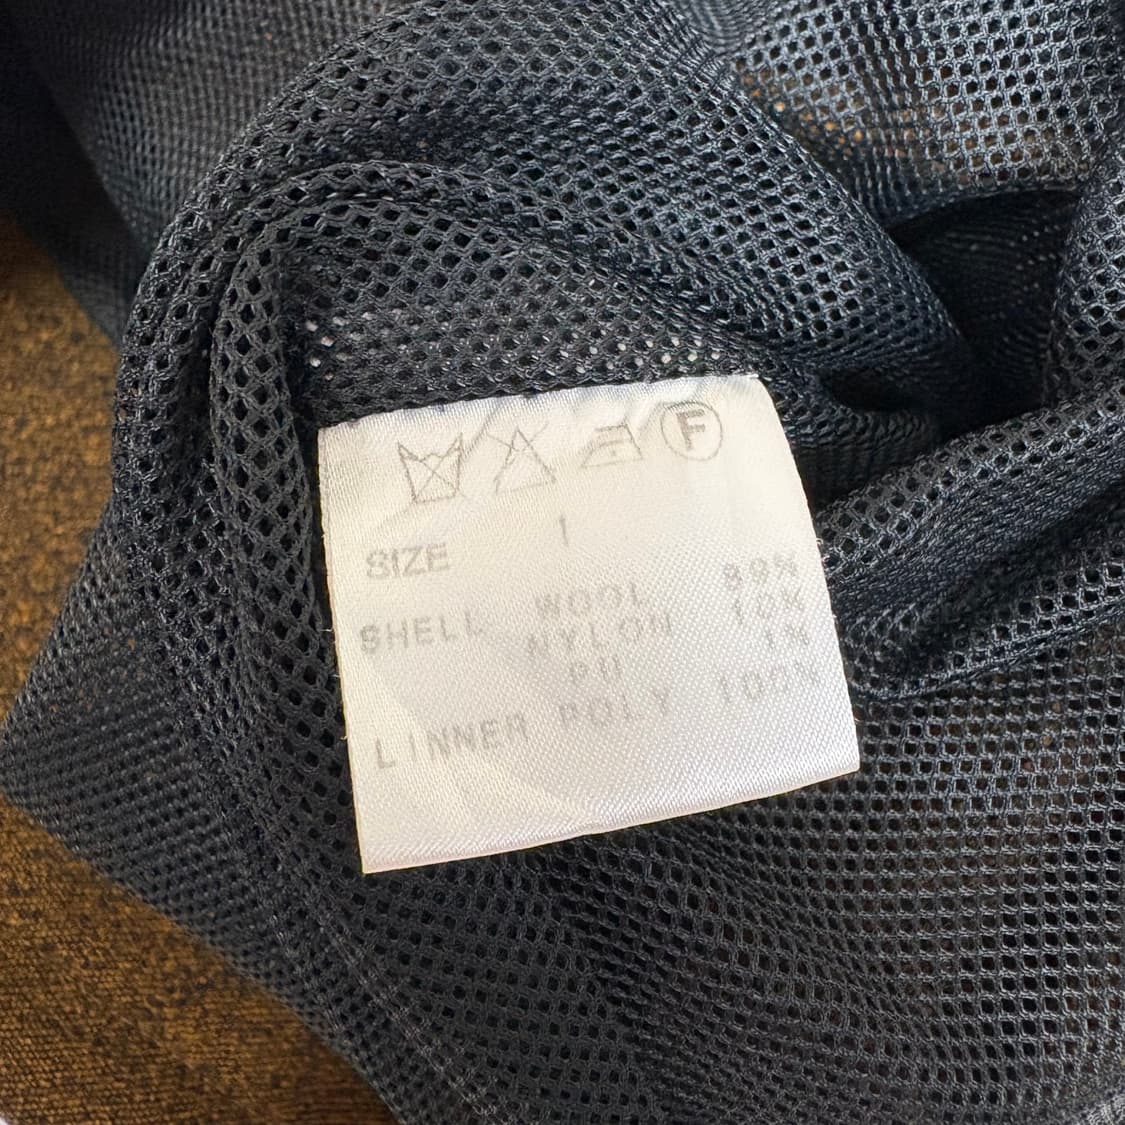 F
SIZE 1
SHELL WOOL 89%
NYLON 10%
PU 1%
LINNER POLY 100%